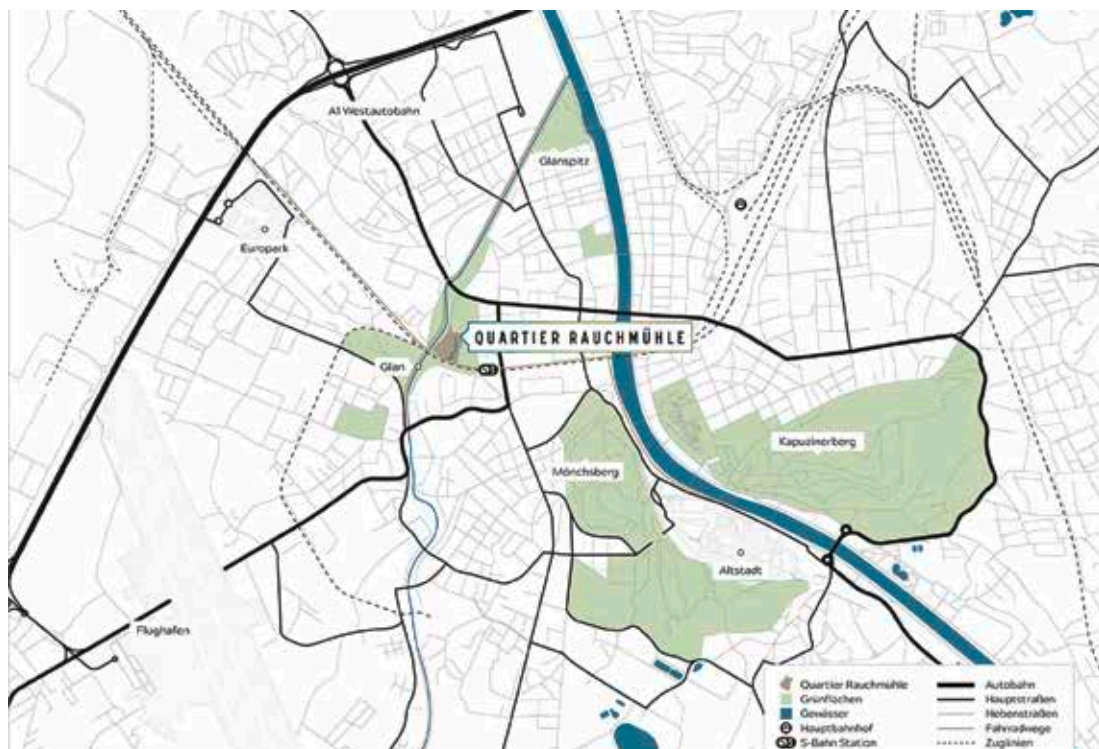 A1 Westautobahn
Glanspitz
Europark
QUARTIER RAUCHMÜHLE
Glan
Kapuzinerberg
Mönchsberg
Altstadt
Flughafen
Quartier Rauchmühle
Grünflächen
Gewässer
Hauptbahnhof
S-Bahn Station
Autobahn
Hauptstraßen
Nebenstraßen
Fahrradwege
Zuglinien